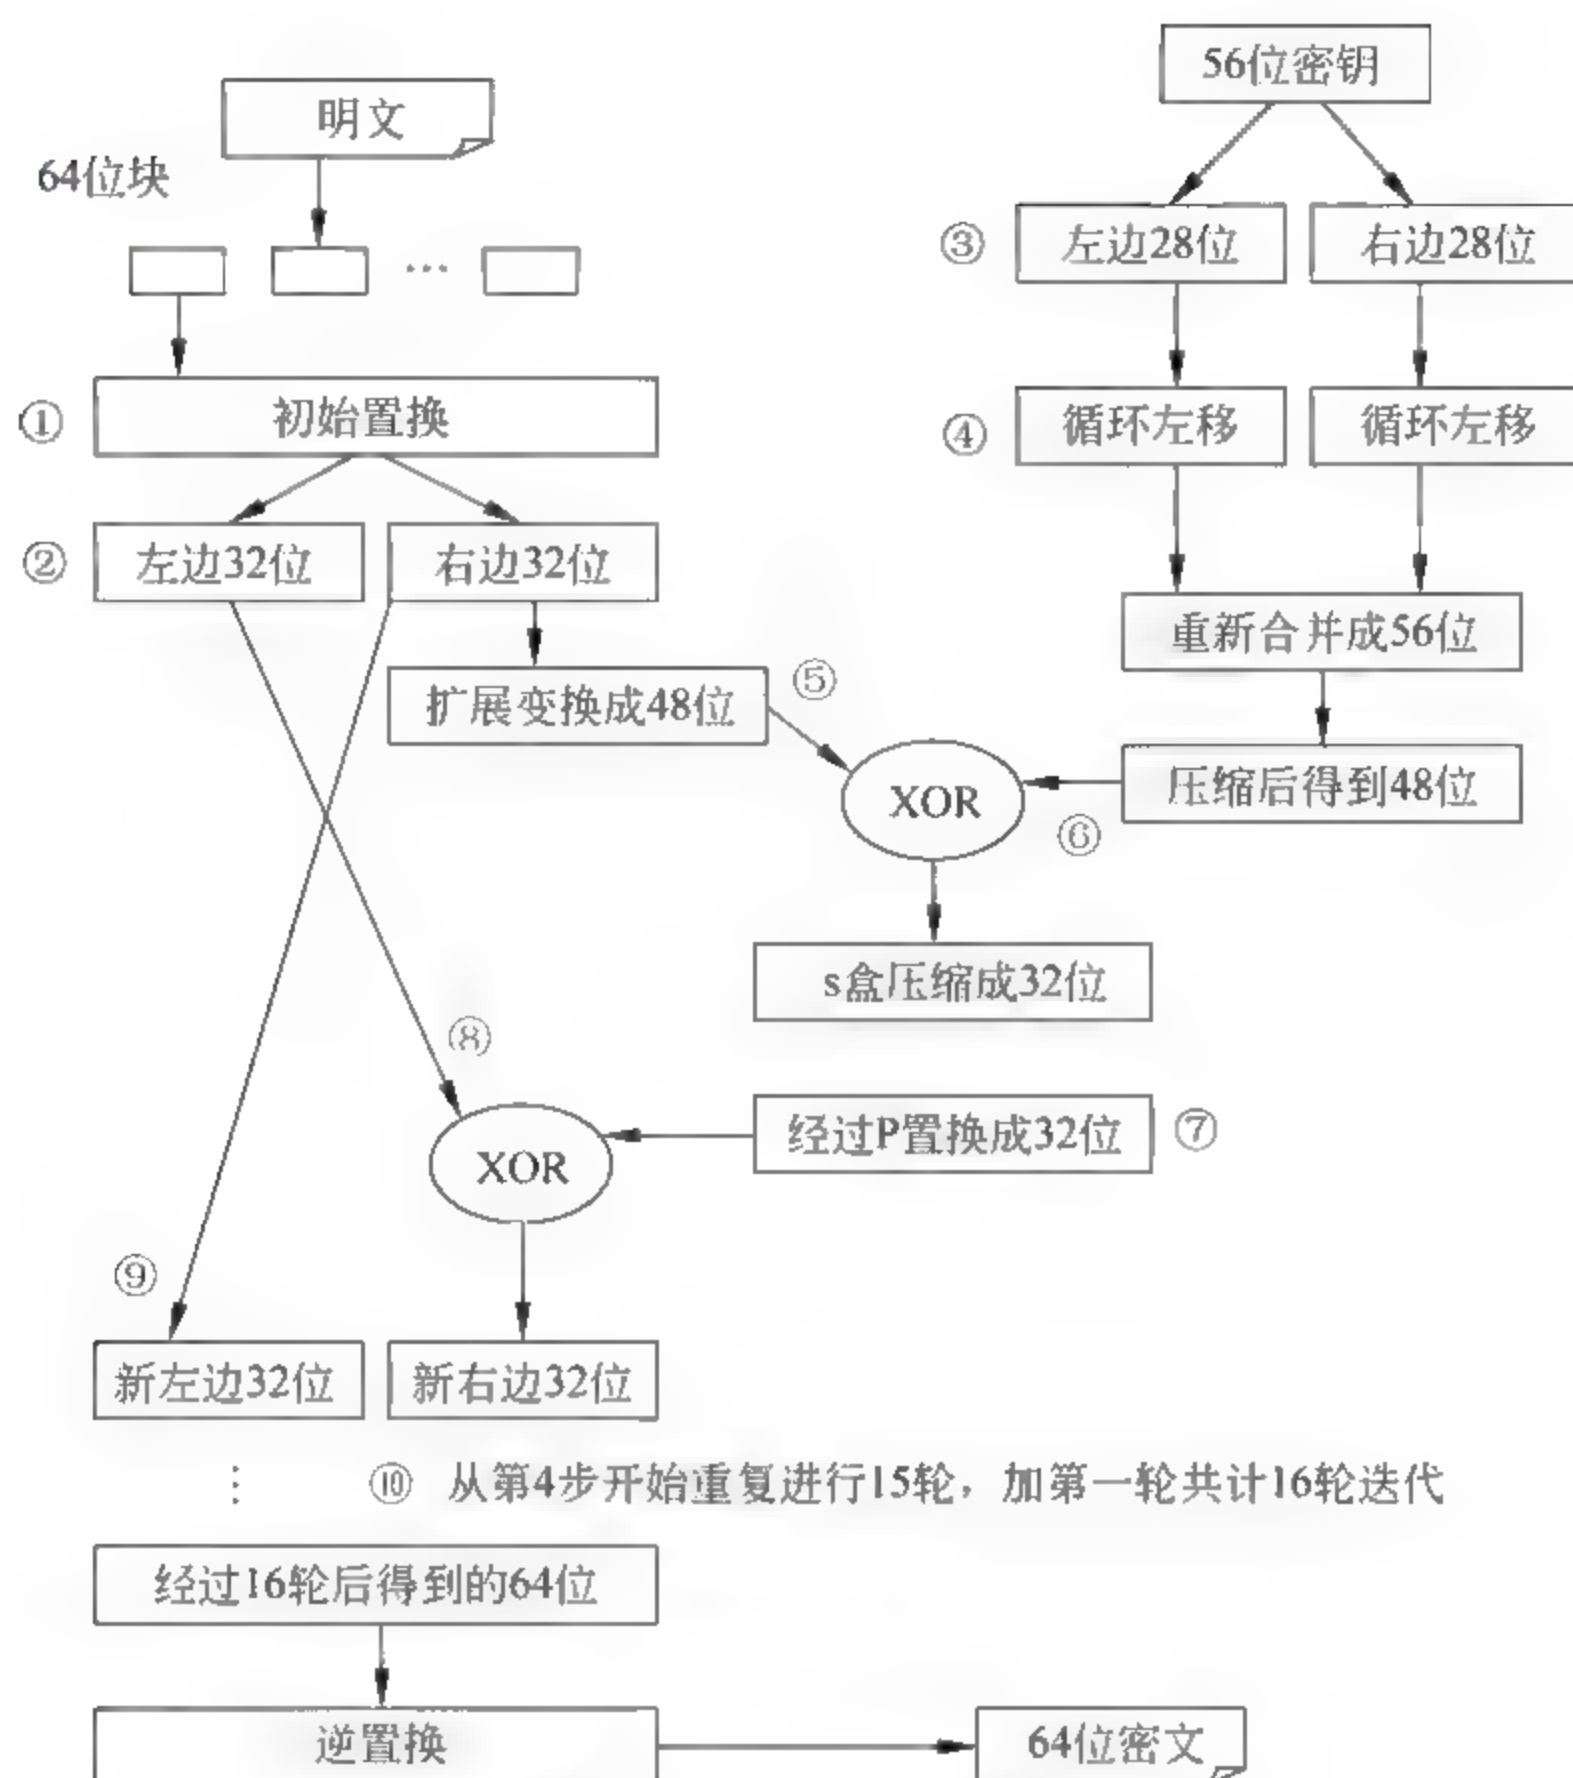 56位密钥
明文
64位块
③ 左边28位 右边28位
…
① 初始置换
④ 循环左移 循环左移
② 左边32位 右边32位
重新合并成56位
扩展变换成48位 ⑤
XOR
压缩后得到48位
⑥
s盒压缩成32位
⑧
经过P置换成32位 ⑦
XOR
⑨
新左边32位 新右边32位
⋮ ⑩ 从第4步开始重复进行15轮，加第一轮共计16轮迭代
经过16轮后得到的64位
逆置换
64位密文